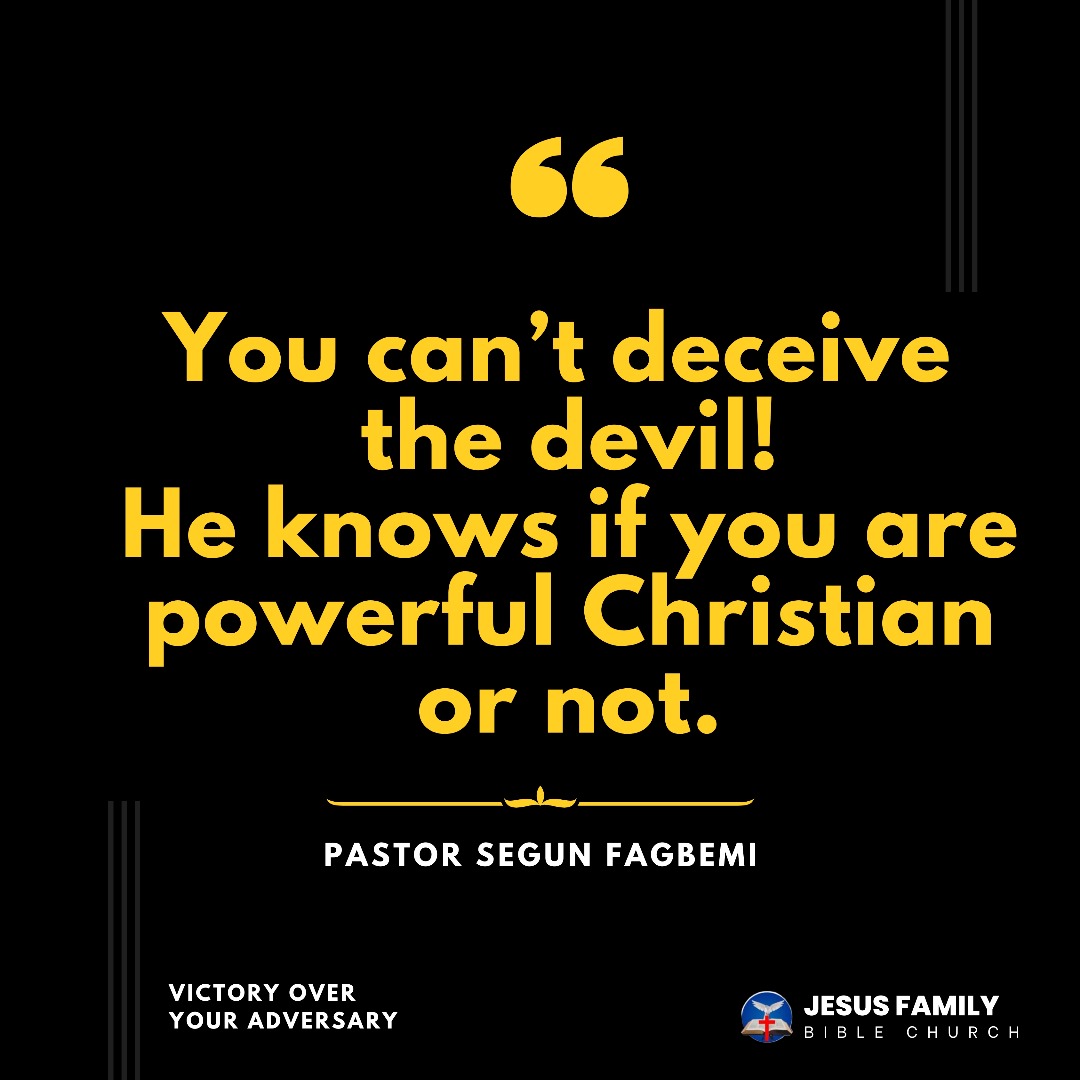 “
You can’t deceive
the devil!
He knows if you are
powerful Christian
or not.
PASTOR SEGUN FAGBEMI
VICTORY OVER
YOUR ADVERSARY
JESUS FAMILY
BIBLE CHURCH